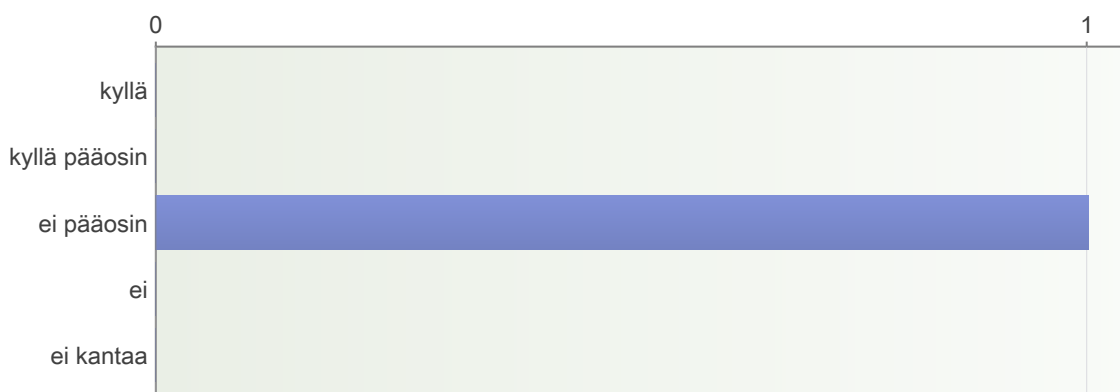 0 1
kyllä
kyllä pääosin
ei pääosin
ei
ei kantaa